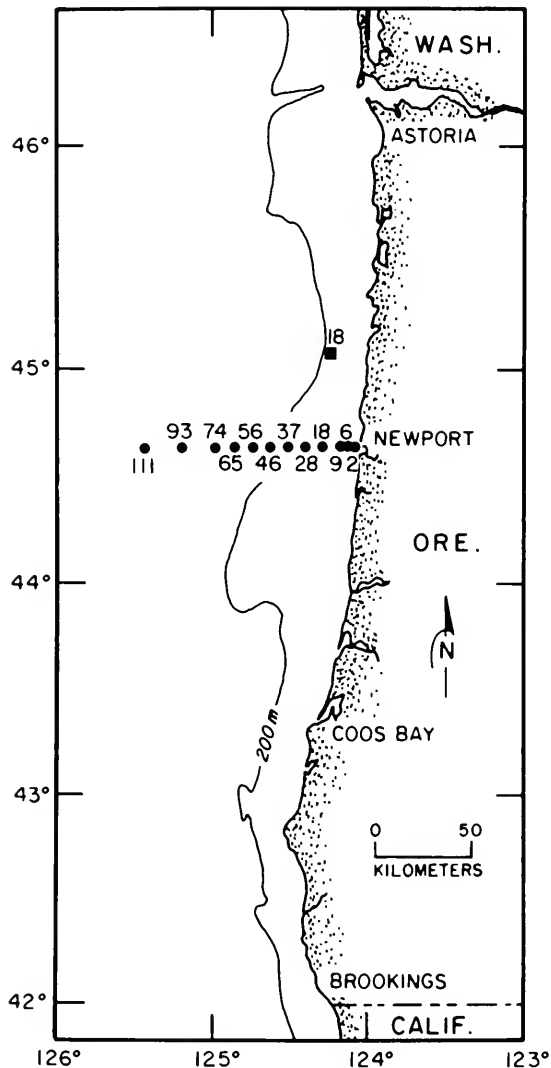 WASH.
46°
ASTORIA
18
45°
93 74 56 37 18 6
NEWPORT
111 65 46 28 9 2
ORE.
44°
N
200m
COOS BAY
43°
0 50
KILOMETERS
BROOKINGS
42°
CALIF.
126° 125° 124° 123°